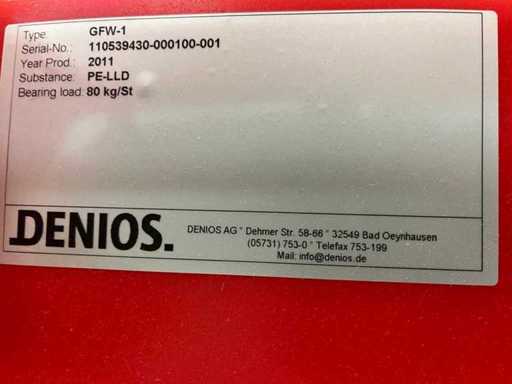 Type: GFW-1
Serial-No.: 110539430-000100-001
Year Prod.: 2011
Substance: PE-LLD
Bearing load: 80 kg/St
DENIOS.
DENIOS AG * Dehmer Str. 58-66 * 32549 Bad Oeynhausen
(05731) 753-0 * Telefax 753-199
Mail: info@denios.de